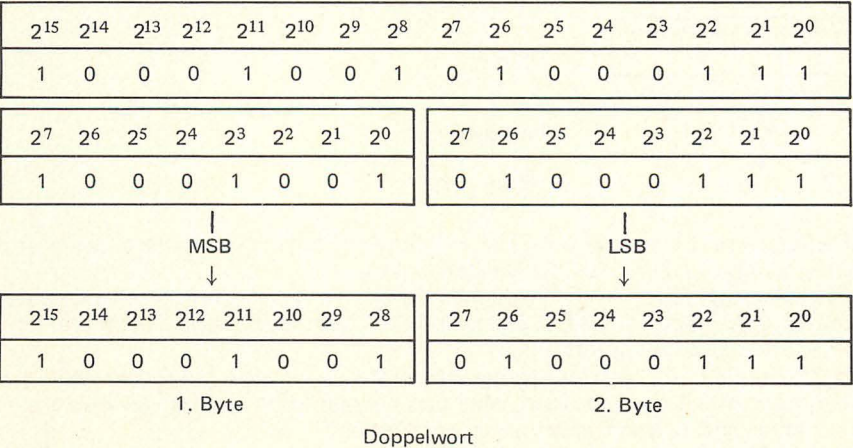 2¹⁵ 2¹⁴ 2¹³ 2¹² 2¹¹ 2¹⁰ 2⁹ 2⁸ 2⁷ 2⁶ 2⁵ 2⁴ 2³ 2² 2¹ 2⁰
1 0 0 0 1 0 0 1 0 1 0 0 0 1 1 1
2⁷ 2⁶ 2⁵ 2⁴ 2³ 2² 2¹ 2⁰ 2⁷ 2⁶ 2⁵ 2⁴ 2³ 2² 2¹ 2⁰
1 0 0 0 1 0 0 1 0 1 0 0 0 1 1 1
MSB LSB
2¹⁵ 2¹⁴ 2¹³ 2¹² 2¹¹ 2¹⁰ 2⁹ 2⁸ 2⁷ 2⁶ 2⁵ 2⁴ 2³ 2² 2¹ 2⁰
1 0 0 0 1 0 0 1 0 1 0 0 0 1 1 1
1. Byte 2. Byte
Doppelwort